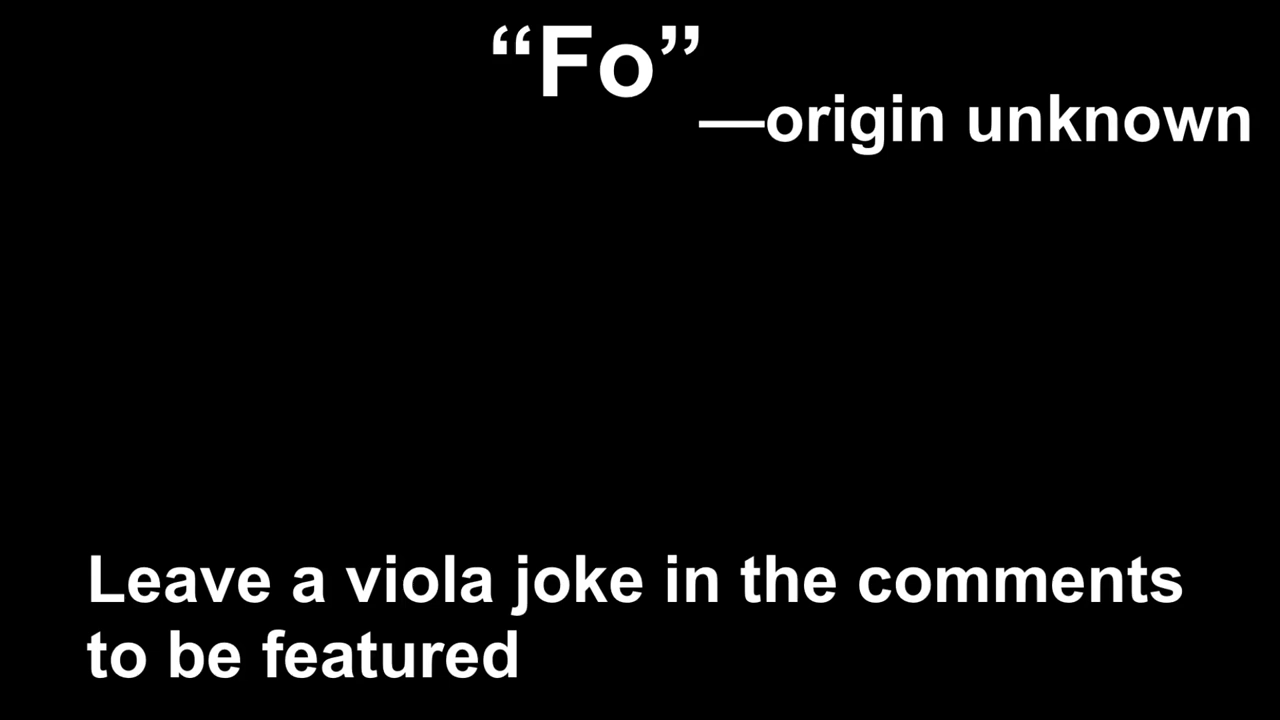 “Fo”
—origin unknown
Leave a viola joke in the comments
to be featured